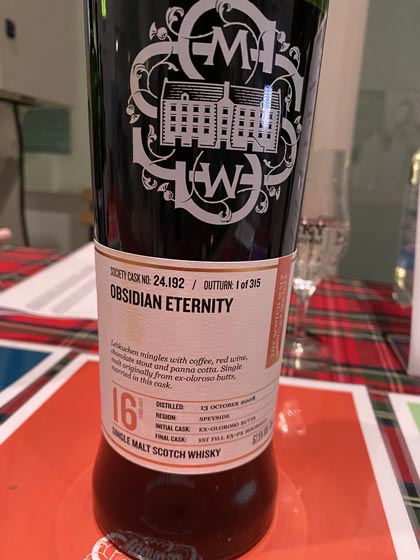 M
W
SOCIETY CASK NO: 24.192 / OUTTURN: 1 of 315
OBSIDIAN ETERNITY
Lebkuchen mingles with coffee, red wine,
chocolate stout and panna cotta. Single
malt originally from ex-oloroso butts,
married in this cask.
16
DISTILLED: 13 OCTOBER 2008
REGION: SPEYSIDE
INITIAL CASK: EX-OLOROSO BUTTS
FINAL CASK: 1ST FILL EX-PX
SINGLE MALT SCOTCH WHISKY